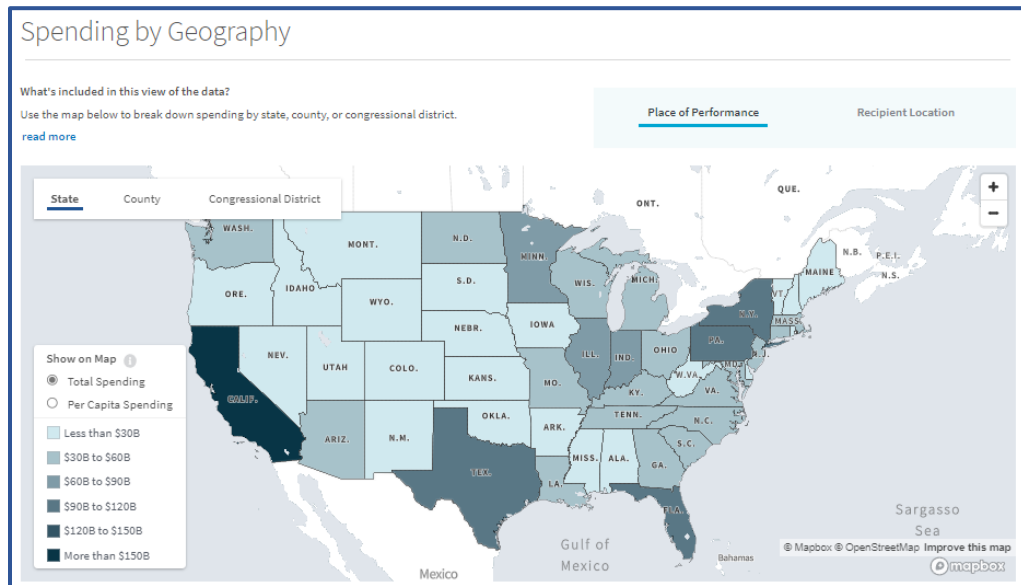 Spending by Geography
What's included in this view of the data?
Use the map below to break down spending by state, county, or congressional district.
read more
Place of Performance
Recipient Location
State
County
Congressional District
+
−
QUE.
ONT.
N.B.
P.E.I.
N.S.
WASH.
MONT.
N.D.
MINN.
MAINE
ORE.
IDAHO
S.D.
WIS.
MICH.
VT.
N.Y.
MASS.
WYO.
NEBR.
IOWA
ILL.
IND.
OHIO
PA.
N.J.
MD.
NEV.
UTAH
COLO.
KANS.
MO.
KY.
W.VA.
VA.
CALIF.
ARIZ.
N.M.
OKLA.
ARK.
TENN.
N.C.
S.C.
TEX.
LA.
MISS.
ALA.
GA.
FLA.
Show on Map
Total Spending
Per Capita Spending
Less than $30B
$30B to $60B
$60B to $90B
$90B to $120B
$120B to $150B
More than $150B
Sargasso
Sea
Gulf of
Mexico
Mexico
Bahamas
© Mapbox © OpenStreetMap Improve this map
mapbox